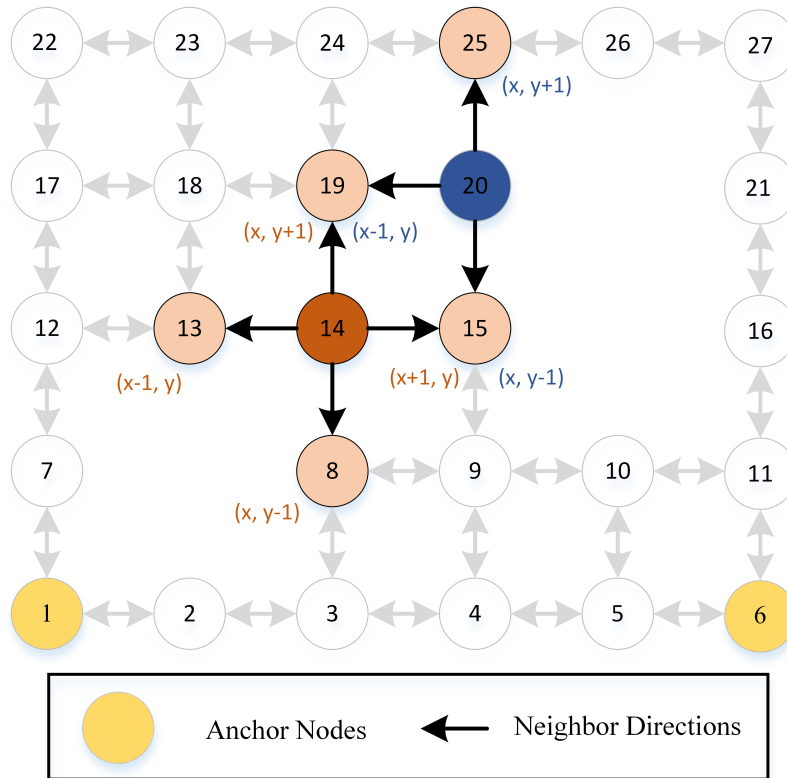 22 23 24 25 26 27
(x, y+1)
17 18 19 20 21
(x, y+1) (x-1, y)
12 13 14 15 16
(x-1, y) (x+1, y) (x, y-1)
7 8 9 10 11
(x, y-1)
1 2 3 4 5 6
Anchor Nodes Neighbor Directions